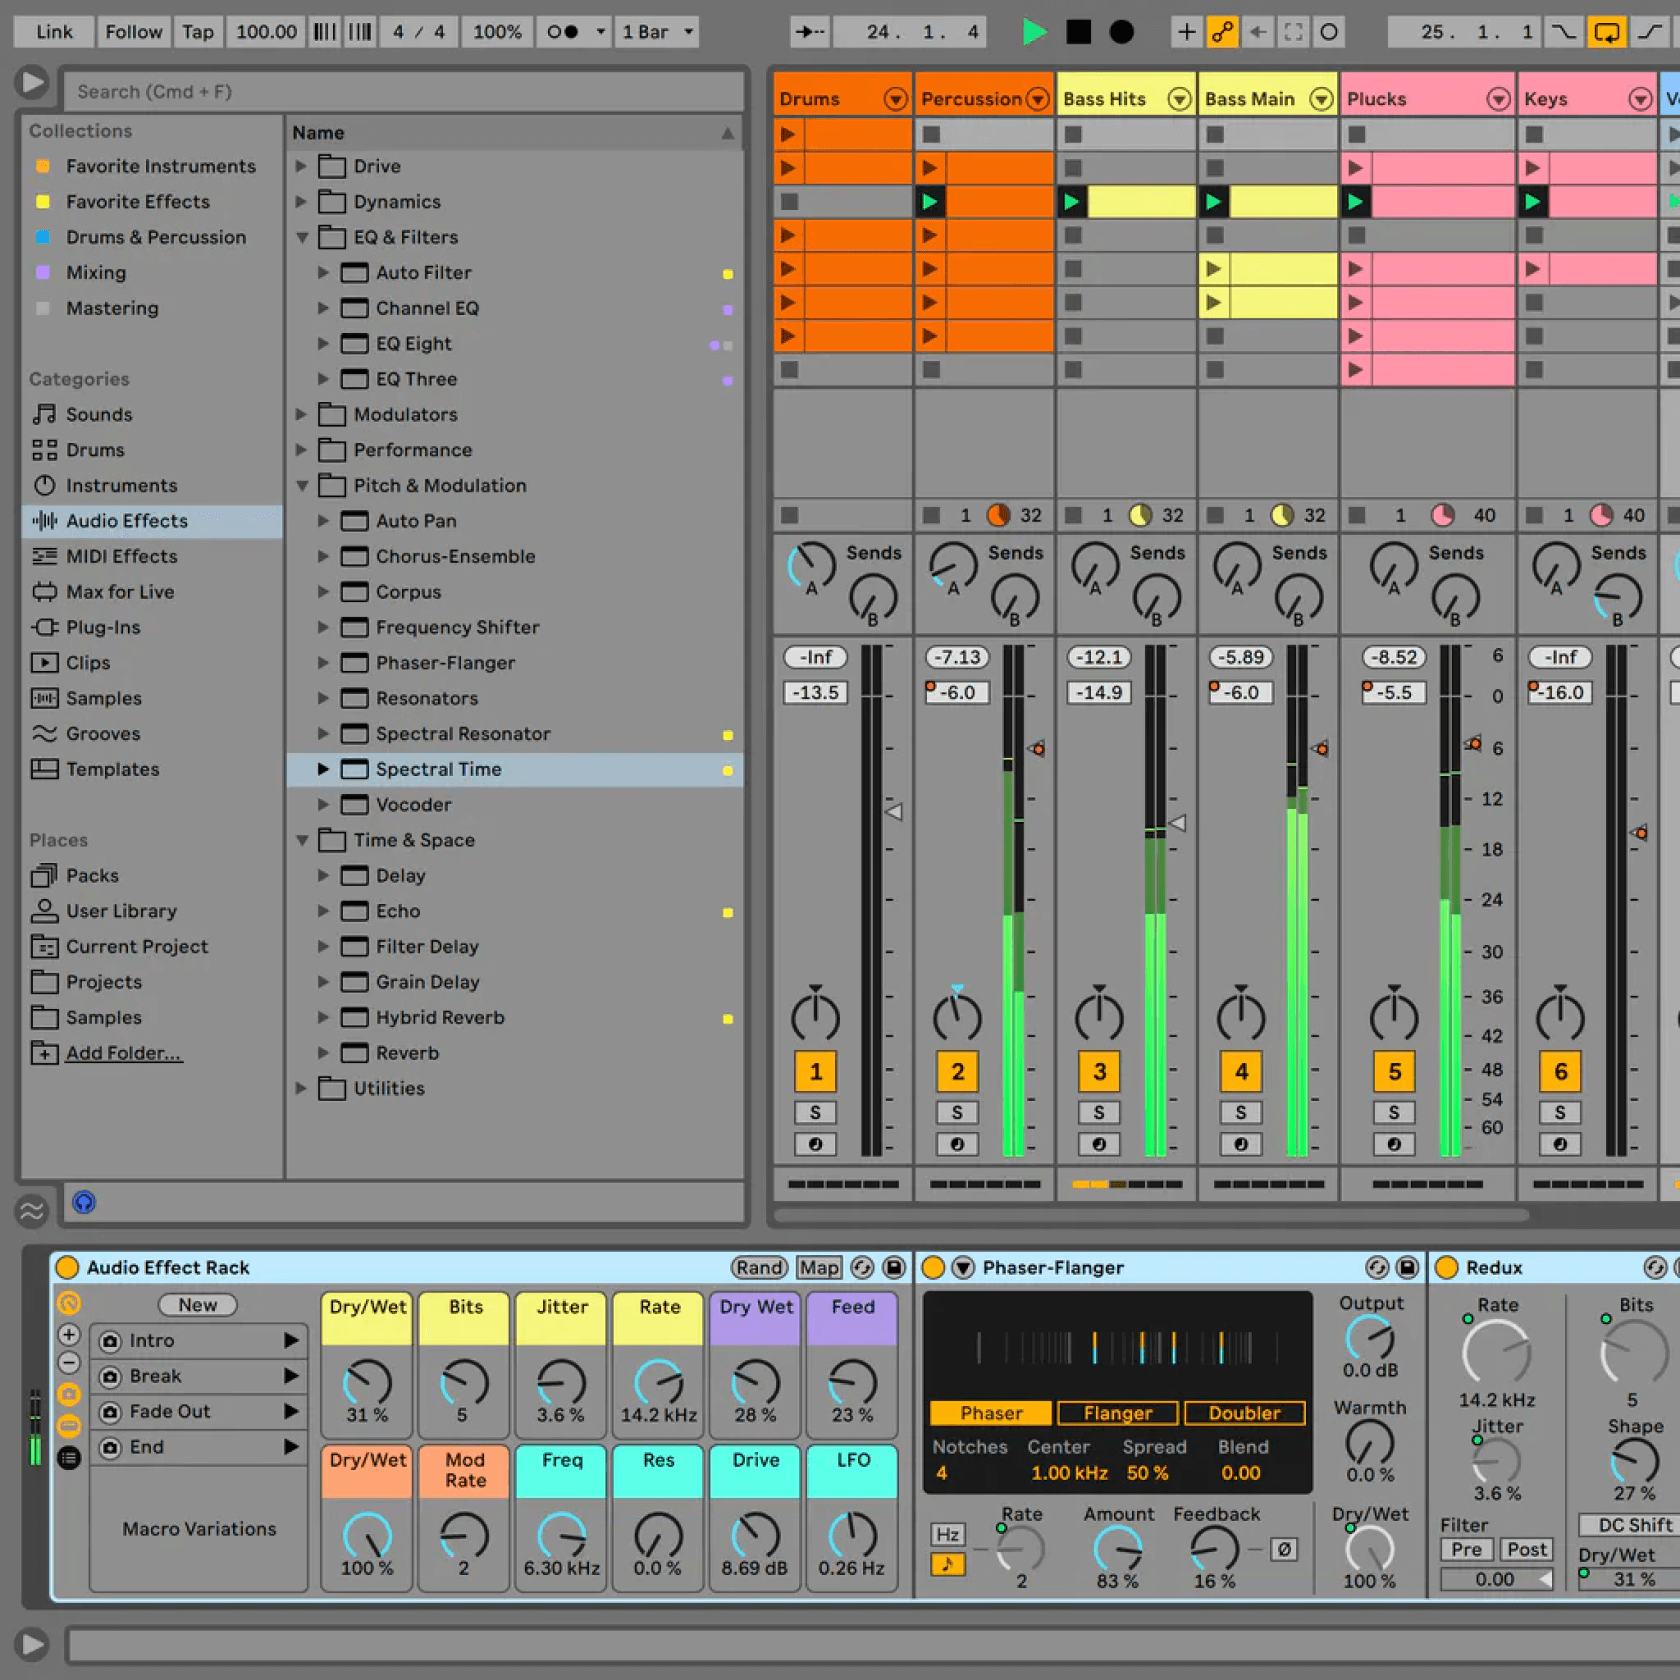 Link Follow Tap 100.00 4 / 4 100% 1 Bar 24. 1. 4 25. 1. 1
Search (Cmd + F)
Collections
Favorite Instruments
Favorite Effects
Drums & Percussion
Mixing
Mastering
Categories
Sounds
Drums
Instruments
Audio Effects
MIDI Effects
Max for Live
Plug-Ins
Clips
Samples
Grooves
Templates
Places
Packs
User Library
Current Project
Projects
Samples
Add Folder...
Name
Drive
Dynamics
EQ & Filters
Auto Filter
Channel EQ
EQ Eight
EQ Three
Modulators
Performance
Pitch & Modulation
Auto Pan
Chorus-Ensemble
Corpus
Frequency Shifter
Phaser-Flanger
Resonators
Spectral Resonator
Spectral Time
Vocoder
Time & Space
Delay
Echo
Filter Delay
Grain Delay
Hybrid Reverb
Reverb
Utilities
Drums Percussion Bass Hits Bass Main Plucks Keys
1 32 1 32 1 32 1 40 1 40
Sends Sends Sends Sends Sends Sends
A A A A A A
B B B B B B
-Inf -7.13 -12.1 -5.89 -8.52 -Inf
-13.5 -6.0 -14.9 -6.0 -5.5 -16.0
6
0
6
12
18
24
30
36
42
48
54
60
1 2 3 4 5 6
S S S S S S
Audio Effect Rack Rand Map
New
Intro
Break
Fade Out
End
Macro Variations
Dry/Wet Bits Jitter Rate Dry Wet Feed
31 % 5 3.6 % 14.2 kHz 28 % 23 %
Dry/Wet Mod Rate Freq Res Drive LFO
100 % 2 6.30 kHz 0.0 % 8.69 dB 0.26 Hz
Phaser-Flanger
Phaser Flanger Doubler
Notches Center Spread Blend
4 1.00 kHz 50 % 0.00
Hz Rate Amount Feedback Ø
2 83 % 16 %
Output
0.0 dB
Warmth
0.0 %
Dry/Wet
100 %
Redux
Rate Bits
14.2 kHz 5
Jitter Shape
3.6 % 27 %
Filter DC Shift
Pre Post Dry/Wet
0.00 31 %